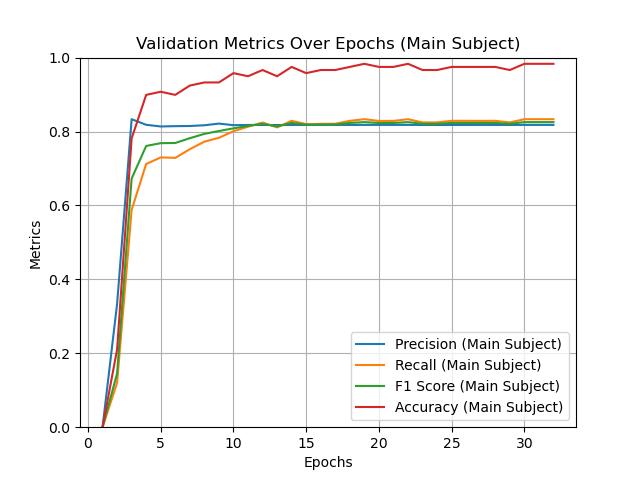 Validation Metrics Over Epochs (Main Subject)
1.0
0.8
0.6
0.4
0.2
0.0
Metrics
Precision (Main Subject)
Recall (Main Subject)
F1 Score (Main Subject)
Accuracy (Main Subject)
0 5 10 15 20 25 30
Epochs